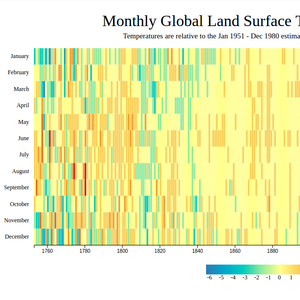 Monthly Global Land Surface T
Temperatures are relative to the Jan 1951 - Dec 1980 estima
January
February
March
April
May
June
July
August
September
October
November
December
1760 1780 1800 1820 1840 1860 1880
-6 -5 -4 -3 -2 -1 0 1